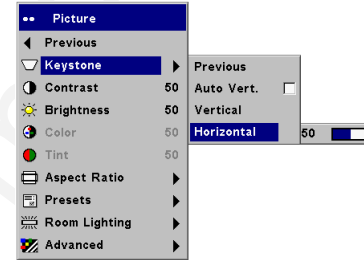 Picture
Previous
Keystone
Contrast 50
Brightness 50
Color 50
Tint 50
Aspect Ratio
Presets
Room Lighting
Advanced
Previous
Auto Vert.
Vertical
Horizontal 50